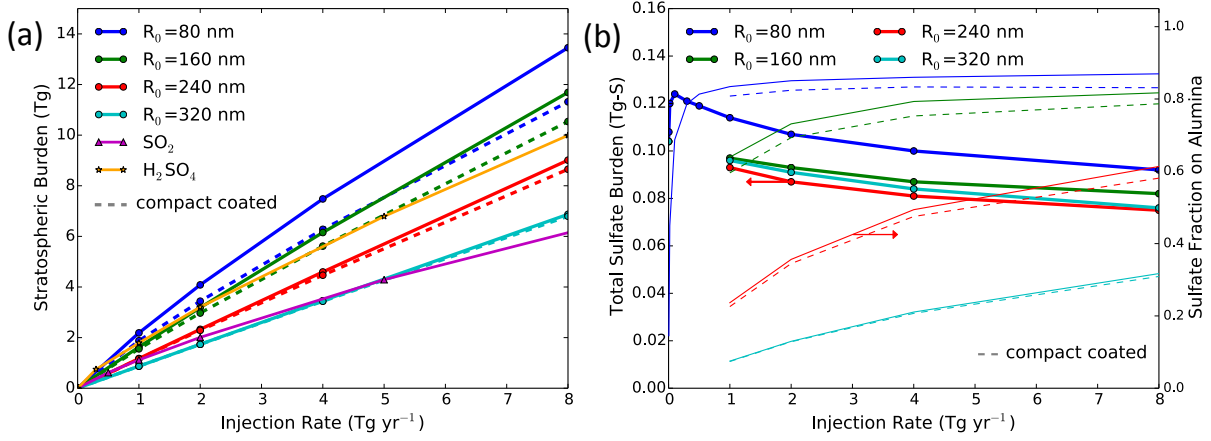 (a)
Stratospheric Burden (Tg)
14
12
10
8
6
4
2
0
R₀=80 nm
R₀=160 nm
R₀=240 nm
R₀=320 nm
SO₂
H₂SO₄
compact coated
0 1 2 3 4 5 6 7 8
Injection Rate (Tg yr⁻¹)
(b)
Total Sulfate Burden (Tg-S)
0.16
0.14
0.12
0.10
0.08
0.06
0.04
0.02
0.00
R₀=80 nm R₀=240 nm
R₀=160 nm R₀=320 nm
compact coated
1.0
0.8
0.6
0.4
0.2
0.0
Sulfate Fraction on Alumina
0 1 2 3 4 5 6 7 8
Injection Rate (Tg yr⁻¹)